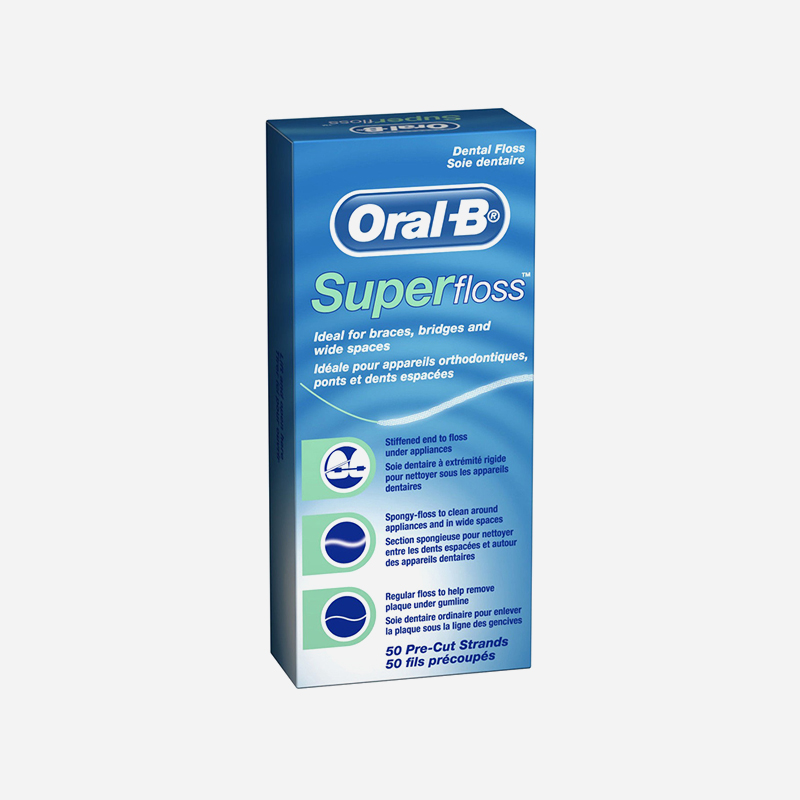 Superfloss™
Oral-B
Dental Floss
Soie dentaire
Oral-B®
Superfloss™
Ideal for braces, bridges and
wide spaces
Idéale pour appareils orthodontiques,
ponts et dents espacées
Stiffened end to floss
under appliances
Soie dentaire à extrémité rigide
pour nettoyer sous les appareils
dentaires
Spongy-floss to clean around
appliances and in wide spaces
Section spongieuse pour nettoyer
entre les dents espacées et autour
des appareils dentaires
Regular floss to help remove
plaque under gumline
Soie dentaire ordinaire pour enlever
la plaque sous la ligne des gencives
50 Pre-Cut Strands
50 fils précoupés